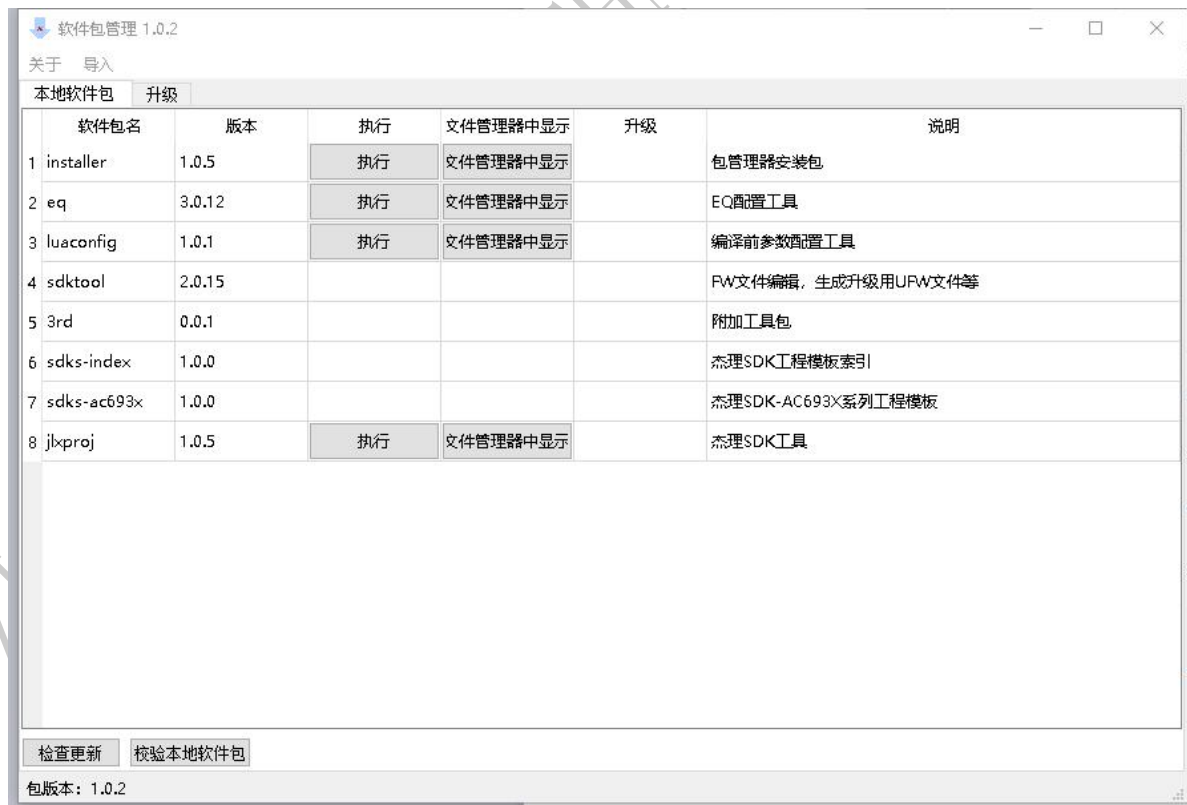 软件包管理 1.0.2
关于 导入
本地软件包 升级
软件包名 版本 执行 文件管理器中显示 升级 说明
1 installer 1.0.5 执行 文件管理器中显示 包管理器安装包
2 eq 3.0.12 执行 文件管理器中显示 EQ配置工具
3 luaconfig 1.0.1 执行 文件管理器中显示 编译前参数配置工具
4 sdktool 2.0.15 FW文件编辑，生成升级用UFW文件等
5 3rd 0.0.1 附加工具包
6 sdks-index 1.0.0 杰理SDK工程模板索引
7 sdks-ac693x 1.0.0 杰理SDK-AC693X系列工程模板
8 jlxproj 1.0.5 执行 文件管理器中显示 杰理SDK工具
检查更新 校验本地软件包
包版本：1.0.2